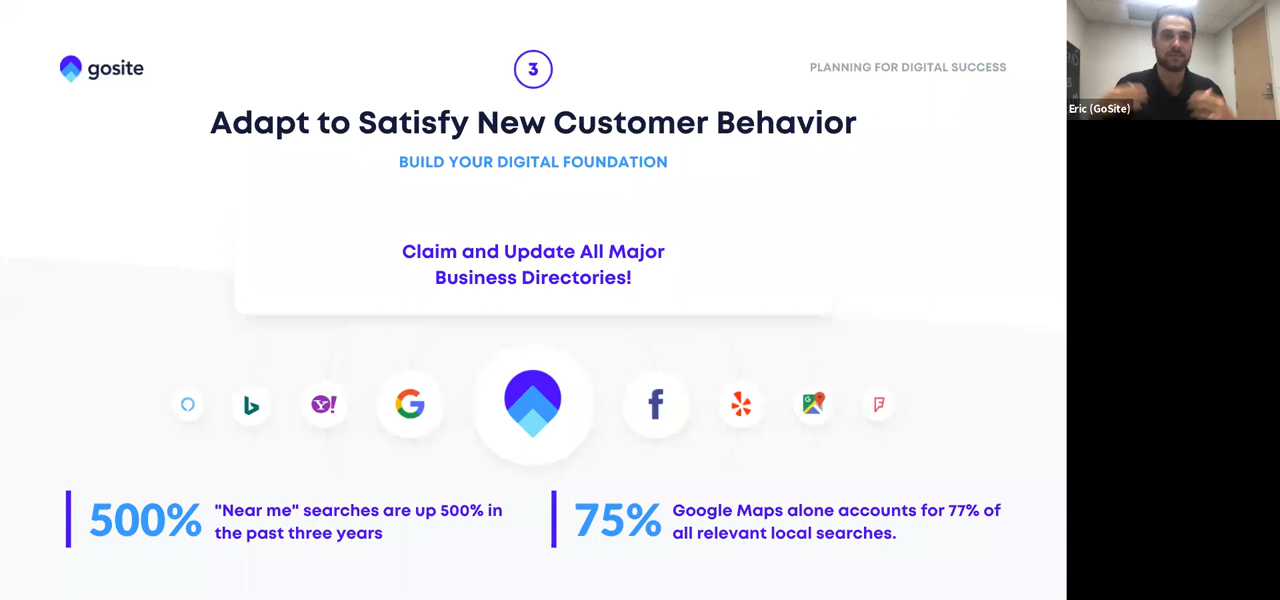 gosite
3
PLANNING FOR DIGITAL SUCCESS
Eric (GoSite)
Adapt to Satisfy New Customer Behavior
BUILD YOUR DIGITAL FOUNDATION
Claim and Update All Major
Business Directories!
Y!
G
f
500%
"Near me" searches are up 500% in
the past three years
75%
Google Maps alone accounts for 77% of
all relevant local searches.